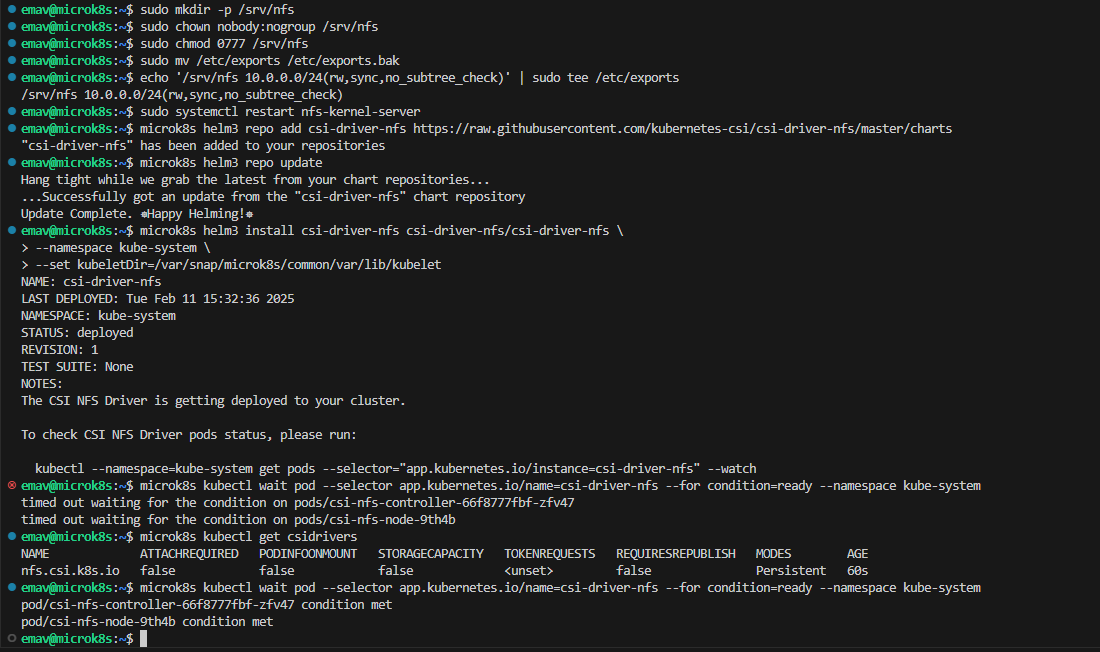 emav@microk8s:~$ sudo mkdir -p /srv/nfs
emav@microk8s:~$ sudo chown nobody:nogroup /srv/nfs
emav@microk8s:~$ sudo chmod 0777 /srv/nfs
emav@microk8s:~$ sudo mv /etc/exports /etc/exports.bak
emav@microk8s:~$ echo '/srv/nfs 10.0.0.0/24(rw,sync,no_subtree_check)' | sudo tee /etc/exports
/srv/nfs 10.0.0.0/24(rw,sync,no_subtree_check)
emav@microk8s:~$ sudo systemctl restart nfs-kernel-server
emav@microk8s:~$ microk8s helm3 repo add csi-driver-nfs https://raw.githubusercontent.com/kubernetes-csi/csi-driver-nfs/master/charts
"csi-driver-nfs" has been added to your repositories
emav@microk8s:~$ microk8s helm3 repo update
Hang tight while we grab the latest from your chart repositories...
...Successfully got an update from the "csi-driver-nfs" chart repository
Update Complete. ⎈Happy Helming!⎈
emav@microk8s:~$ microk8s helm3 install csi-driver-nfs csi-driver-nfs/csi-driver-nfs \
> --namespace kube-system \
> --set kubeletDir=/var/snap/microk8s/common/var/lib/kubelet
NAME: csi-driver-nfs
LAST DEPLOYED: Tue Feb 11 15:32:36 2025
NAMESPACE: kube-system
STATUS: deployed
REVISION: 1
TEST SUITE: None
NOTES:
The CSI NFS Driver is getting deployed to your cluster.

To check CSI NFS Driver pods status, please run:

  kubectl --namespace=kube-system get pods --selector="app.kubernetes.io/instance=csi-driver-nfs" --watch
emav@microk8s:~$ microk8s kubectl wait pod --selector app.kubernetes.io/name=csi-driver-nfs --for condition=ready --namespace kube-system
timed out waiting for the condition on pods/csi-nfs-controller-66f8777fbf-zfv47
timed out waiting for the condition on pods/csi-nfs-node-9th4b
emav@microk8s:~$ microk8s kubectl get csidrivers
NAME             ATTACHREQUIRED   PODINFOONMOUNT   STORAGECAPACITY   TOKENREQUESTS   REQUIRESREPUBLISH   MODES        AGE
nfs.csi.k8s.io   false            false            false             <unset>         false               Persistent   60s
emav@microk8s:~$ microk8s kubectl wait pod --selector app.kubernetes.io/name=csi-driver-nfs --for condition=ready --namespace kube-system
pod/csi-nfs-controller-66f8777fbf-zfv47 condition met
pod/csi-nfs-node-9th4b condition met
emav@microk8s:~$